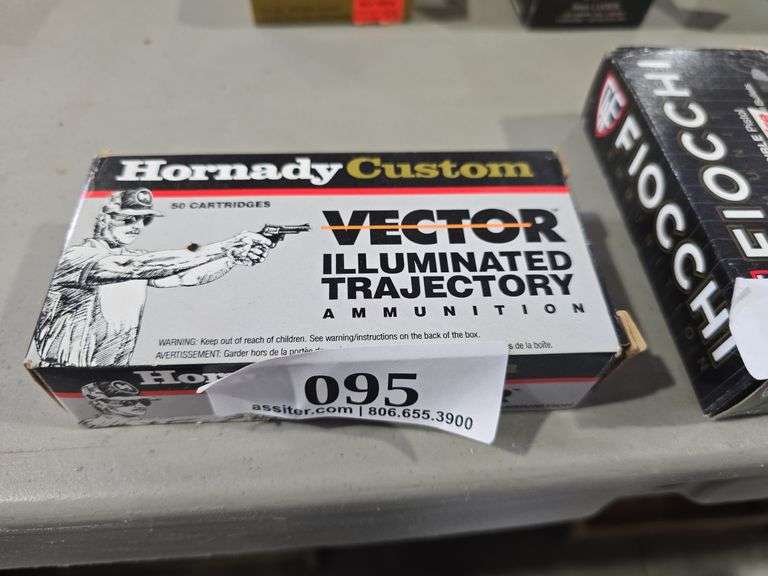 Hornady Custom
50 CARTRIDGES
VECTOR
ILLUMINATED
TRAJECTORY
AMMUNITION
WARNING: Keep out of reach of children. See warning/instructions on the back of the box.
AVERTISSEMENT: Garder hors de la portée
de la boîte.
Hornady
095
assiter.com | 806.655.3900
FIOCCHI
FIOCCHI